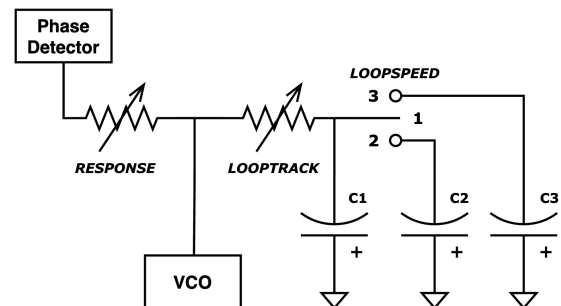 Phase
Detector
LOOPSPEED
3
1
2
RESPONSE
LOOPTRACK
C1
C2
C3
+
+
+
VCO